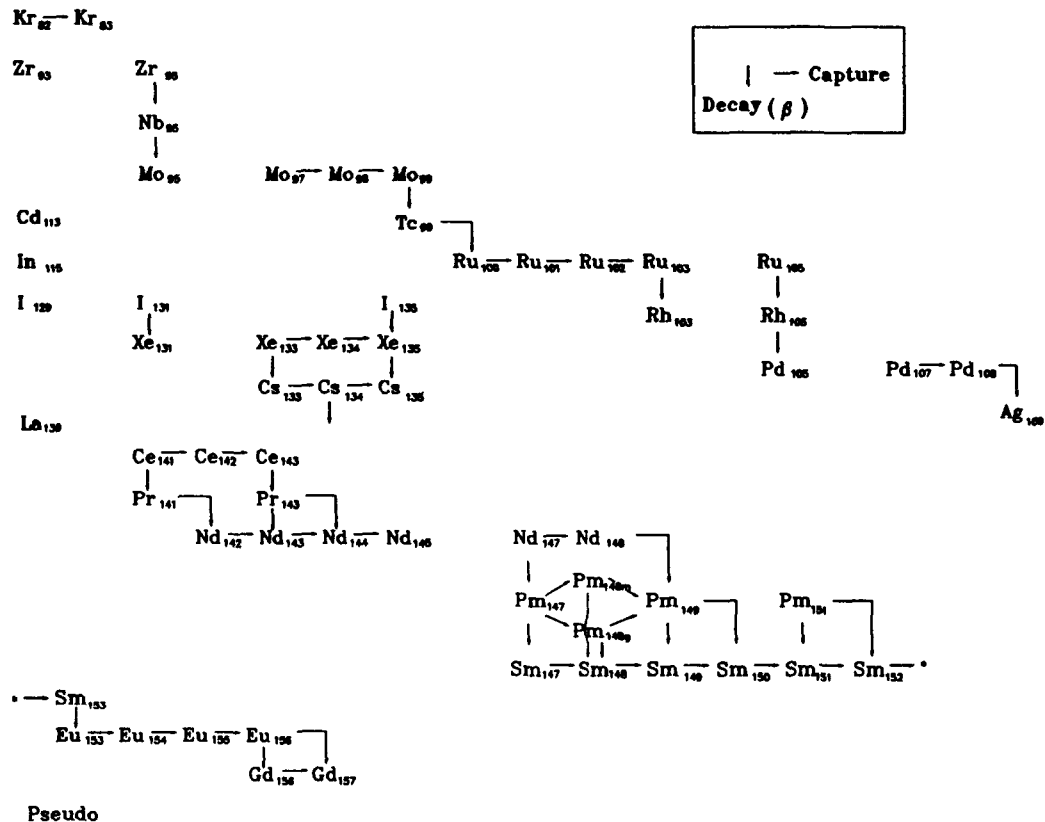 Kr₈₂ — Kr₈₃
Zr₉₃ Zr₉₅
— Capture
Decay (β)
Nb₉₅
Mo₉₅ Mo₉₇ — Mo₉₈ — Mo₉₉
Cd₁₁₃ Tc₉₉
In₁₁₅ Ru₁₀₀ — Ru₁₀₁ — Ru₁₀₂ — Ru₁₀₃ Ru₁₀₅
I₁₂₉ I₁₃₁ I₁₃₅ Rh₁₀₃ Rh₁₀₅
Xe₁₃₁ Xe₁₃₃ — Xe₁₃₄ — Xe₁₃₅
Pd₁₀₅ Pd₁₀₇ — Pd₁₀₈
Cs₁₃₃ — Cs₁₃₄ — Cs₁₃₅
Ag₁₀₉
La₁₃₉
Ce₁₄₁ — Ce₁₄₂ — Ce₁₄₃
Pr₁₄₁ Pr₁₄₃
Nd₁₄₂ — Nd₁₄₃ — Nd₁₄₄ — Nd₁₄₅ Nd₁₄₇ — Nd₁₄₈
Pm₁₄₈ₘ
Pm₁₄₇ Pm₁₄₉ Pm₁₅₁
Pm₁₄₈g
Sm₁₄₇ — Sm₁₄₈ — Sm₁₄₉ — Sm₁₅₀ — Sm₁₅₁ — Sm₁₅₂ — *
* — Sm₁₅₃
Eu₁₅₃ — Eu₁₅₄ — Eu₁₅₅ — Eu₁₅₆
Gd₁₅₆ — Gd₁₅₇
Pseudo